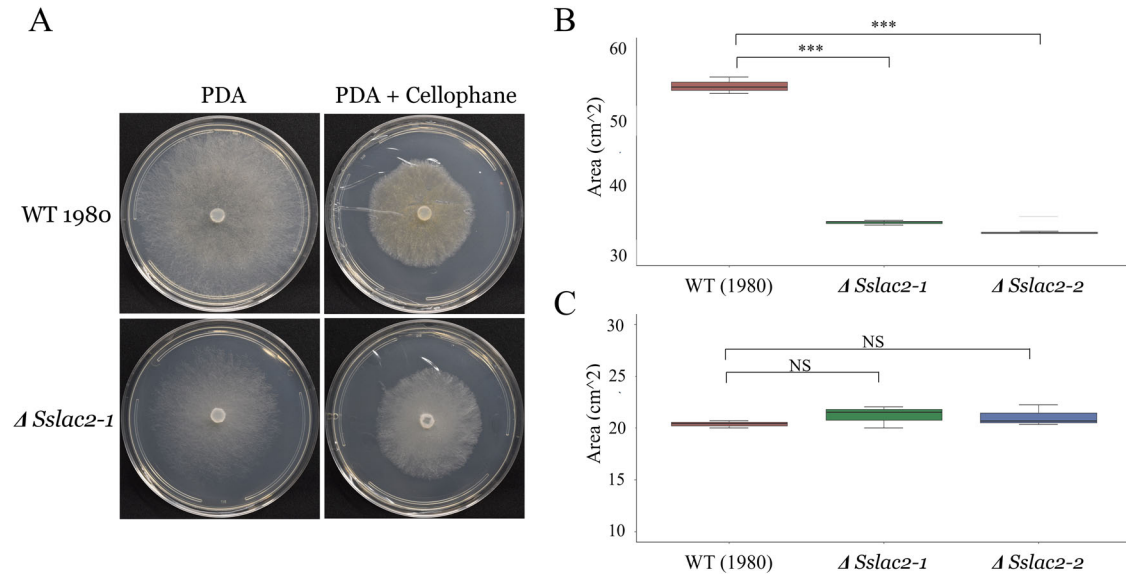 A
PDA
PDA + Cellophane
WT 1980
Δ Sslac2-1
B
***
***
60
50
40
30
Area (cm^2)
WT (1980)
Δ Sslac2-1
Δ Sslac2-2
C
NS
NS
30
25
20
15
10
Area (cm^2)
WT (1980)
Δ Sslac2-1
Δ Sslac2-2